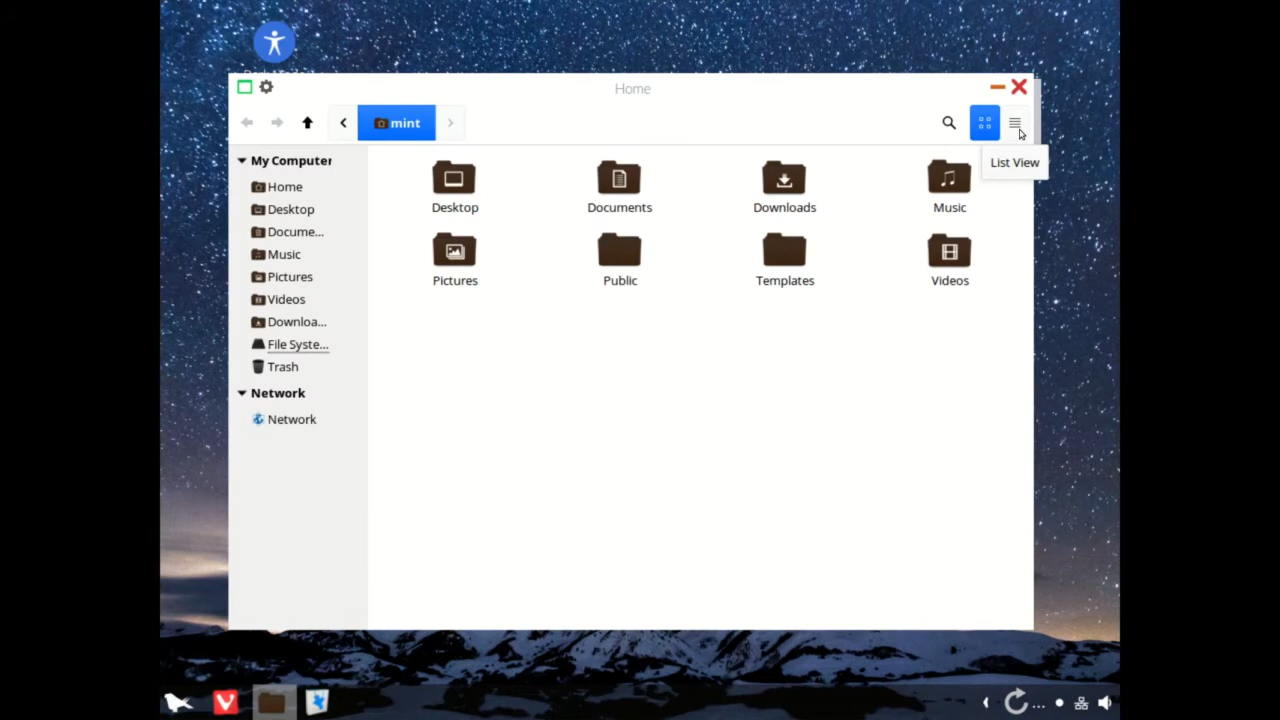 Home
mint
List View
My Computer
Home
Desktop
Docume...
Music
Pictures
Videos
Downloa...
File Syste...
Trash
Network
Network
Desktop
Documents
Downloads
Music
Pictures
Public
Templates
Videos
...